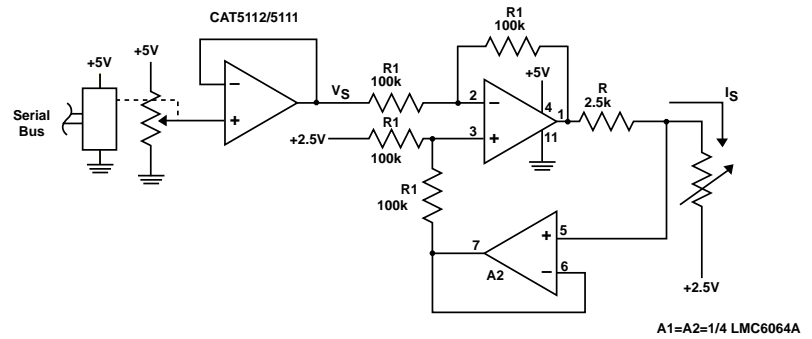 CAT5112/5111
+5V
+5V
Serial
Bus
−
+
VS
R1
100k
R1
100k
+5V
2
−
4
1
R
2.5k
IS
+2.5V
R1
100k
3
+
11
R1
100k
7
+
5
−
6
A2
+2.5V
A1=A2=1/4 LMC6064A